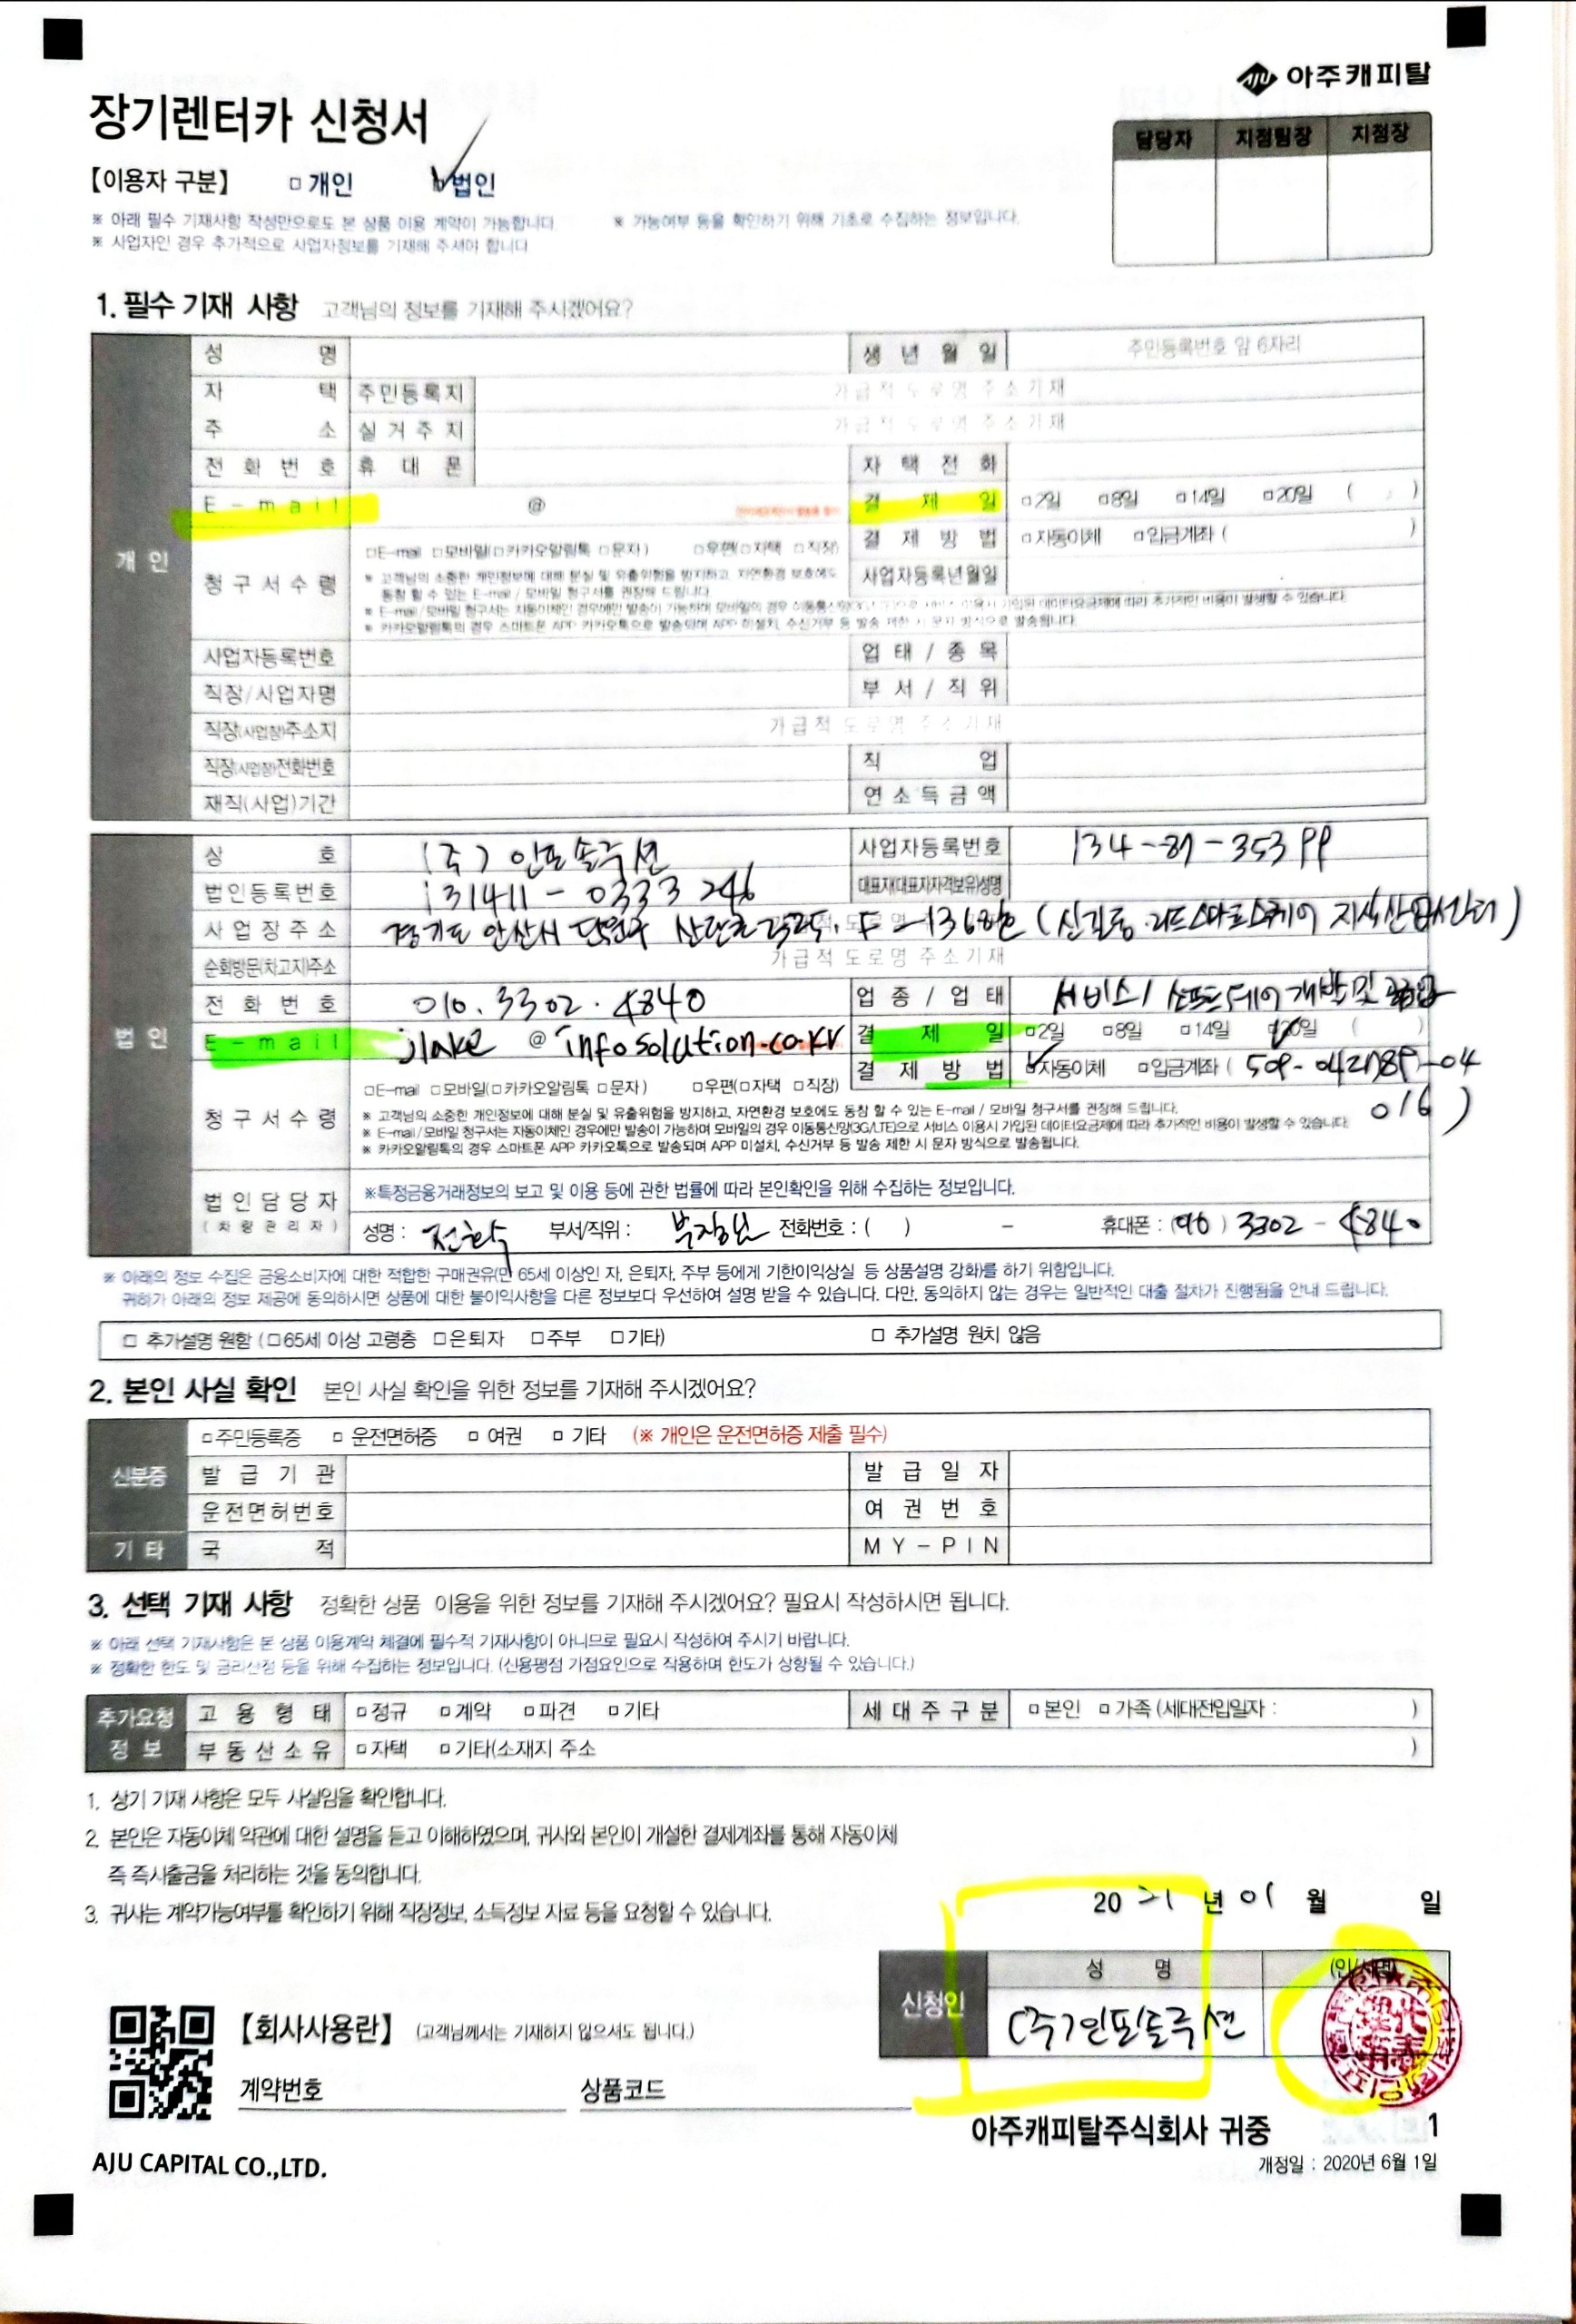 아주캐피탈
장기렌터카 신청서
담당자 지점팀장 지점장
【이용자 구분】 □개인 ☑법인
※ 아래 필수 기재사항 작성만으로도 본 상품 이용 계약이 가능합니다. ※ 가능여부 등을 확인하기 위해 기초로 수집하는 정보입니다.
※ 사업자인 경우 추가적으로 사업자정보를 기재해 주셔야 합니다
1. 필수 기재 사항 고객님의 정보를 기재해 주시겠어요?
개 인
성 명 생 년 월 일 주민등록번호 앞 6자리
자 택 주민등록지 가급적 도로명 주소기재
주 소 실 거 주 지 가급적 도로명 주소기재
전 화 번 호 휴 대 폰 자 택 전 화
E - m a i l @ 결 제 일 □2일 □8일 □14일 □20일 ( )
결 제 방 법 □자동이체 □입금계좌 ( )
청구서수령 □E-mail □모바일(□카카오알림톡 □문자) □우편(□자택 □직장)
사업자등록년월일
※ 고객님의 소중한 개인정보에 대해 분실 및 유출위험을 방지하고, 자연환경 보호에도
동참 할 수 있는 E-mail / 모바일 청구서를 권장해 드립니다.
※ E-mail/모바일 청구서는 자동이체인 경우에만 발송이 가능하며 모바일의 경우 이동통신망(3G/LTE)으로 서비스 이용시 가입된 데이터요금제에 따라 추가적인 비용이 발생할 수 있습니다.
※ 카카오알림톡의 경우 스마트폰 APP 카카오톡으로 발송되며 APP 미설치, 수신거부 등 발송 제한 시 문자 방식으로 발송됩니다.
사업자등록번호 업 태 / 종 목
직장/사업자명 부 서 / 직 위
직장(사업장)주소지 가급적 도로명 주소기재
직장(사업장)전화번호 직 업
재직(사업)기간 연 소 득 금 액
법 인
상 호 (주) 인포솔루션 사업자등록번호 134-81-35399
법인등록번호 131411-0333246 대표자(대표자자격보유)성명
사 업 장 주 소 경기도 안산시 단원구 산단로 F-1368호 (신길동 리드스마트스퀘어 지식산업센터)
순회방문(차고지)주소 가급적 도로명 주소기재
전 화 번 호 010.3302.4840 업 종 / 업 태 서비스/ 소프트웨어 개발 및 공급
E - m a i l jlake @ infosolution.co.kr 결 제 일 □2일 □8일 □14일 ☑20일 ( )
결 제 방 법 ☑자동이체 □입금계좌 ( 509-042789-04
016 )
청구서수령 □E-mail □모바일(□카카오알림톡 □문자) □우편(□자택 □직장)
※ 고객님의 소중한 개인정보에 대해 분실 및 유출위험을 방지하고, 자연환경 보호에도 동참 할 수 있는 E-mail / 모바일 청구서를 권장해 드립니다.
※ E-mail/모바일 청구서는 자동이체인 경우에만 발송이 가능하며 모바일의 경우 이동통신망(3G/LTE)으로 서비스 이용시 가입된 데이터요금제에 따라 추가적인 비용이 발생할 수 있습니다.
※ 카카오알림톡의 경우 스마트폰 APP 카카오톡으로 발송되며 APP 미설치, 수신거부 등 발송 제한 시 문자 방식으로 발송됩니다.
법인담당자
(차량관리자)
※특정금융거래정보의 보고 및 이용 등에 관한 법률에 따라 본인확인을 위해 수집하는 정보입니다.
성명 : 부서/직위 : 전화번호 : ( ) - 휴대폰 : (010) 3302 - 4840
※ 아래의 정보 수집은 금융소비자에 대한 적합한 구매권유(만 65세 이상인 자, 은퇴자, 주부 등에게 기한이익상실 등 상품설명 강화)를 하기 위함입니다.
귀하가 아래의 정보 제공에 동의하시면 상품에 대한 불이익사항을 다른 정보보다 우선하여 설명 받을 수 있습니다. 다만, 동의하지 않는 경우는 일반적인 대출 절차가 진행됨을 안내 드립니다.
□ 추가설명 원함 (□65세 이상 고령층 □은퇴자 □주부 □기타) □ 추가설명 원치 않음
2. 본인 사실 확인 본인 사실 확인을 위한 정보를 기재해 주시겠어요?
신분증 □주민등록증 □ 운전면허증 □ 여권 □ 기타 (※ 개인은 운전면허증 제출 필수)
발 급 기 관 발 급 일 자
운전면허번호 여 권 번 호
기 타 국 적 M Y - P I N
3. 선택 기재 사항 정확한 상품 이용을 위한 정보를 기재해 주시겠어요? 필요시 작성하시면 됩니다.
※ 아래 선택 기재사항은 본 상품 이용계약 체결에 필수적 기재사항이 아니므로 필요시 작성하여 주시기 바랍니다.
※ 정확한 한도 및 금리산정 등을 위해 수집하는 정보입니다. (신용평점 가점요인으로 작용하며 한도가 상향될 수 있습니다.)
추가요청 정 보
고 용 형 태 □정규 □계약 □파견 □기타 세 대 주 구 분 □본인 □가족 (세대전입일자 : )
부 동 산 소 유 □자택 □기타(소재지 주소 )
1. 상기 기재 사항은 모두 사실임을 확인합니다.
2. 본인은 자동이체 약관에 대한 설명을 듣고 이해하였으며, 귀사와 본인이 개설한 결제계좌를 통해 자동이체
즉 즉시출금을 처리하는 것을 동의합니다.
3. 귀사는 계약가능여부를 확인하기 위해 직장정보, 소득정보 자료 등을 요청할 수 있습니다.
20 21 년 01 월 일
신청인 성 명 (인/서명)
(주)인포솔루션
【회사사용란】 (고객님께서는 기재하지 않으셔도 됩니다.)
계약번호 상품코드
아주캐피탈주식회사 귀중 1
AJU CAPITAL CO.,LTD.
개정일 : 2020년 6월 1일